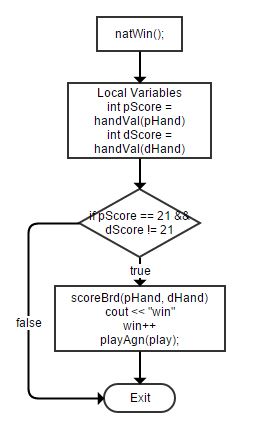 natWin();
Local Variables
int pScore =
handVal(pHand)
int dScore =
handVal(dHand)
if pScore == 21 &&
dScore != 21
true
scoreBrd(pHand, dHand)
cout << "win"
win++
playAgn(play);
false
Exit